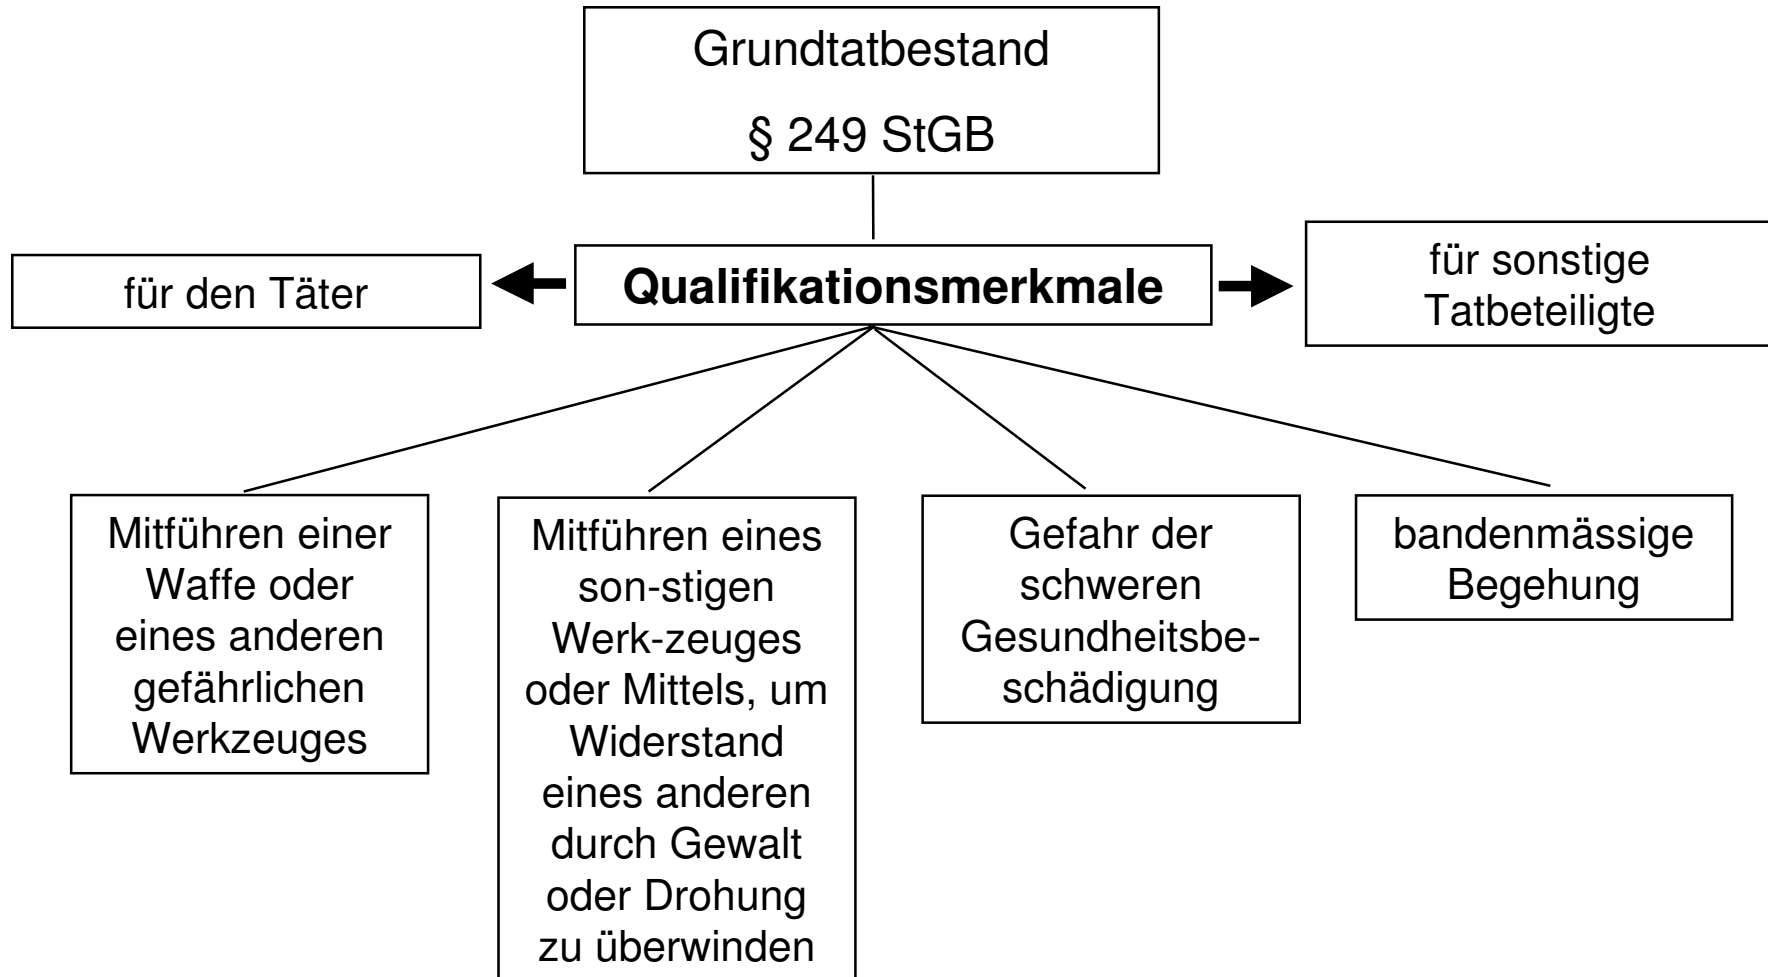 Grundtatbestand
§ 249 StGB
für den Täter
Qualifikationsmerkmale
für sonstige
Tatbeteiligte
Mitführen einer
Waffe oder
eines anderen
gefährlichen
Werkzeuges
Mitführen eines
son-stigen
Werk-zeuges
oder Mittels, um
Widerstand
eines anderen
durch Gewalt
oder Drohung
zu überwinden
Gefahr der
schweren
Gesundheitsbe-
schädigung
bandenmässige
Begehung